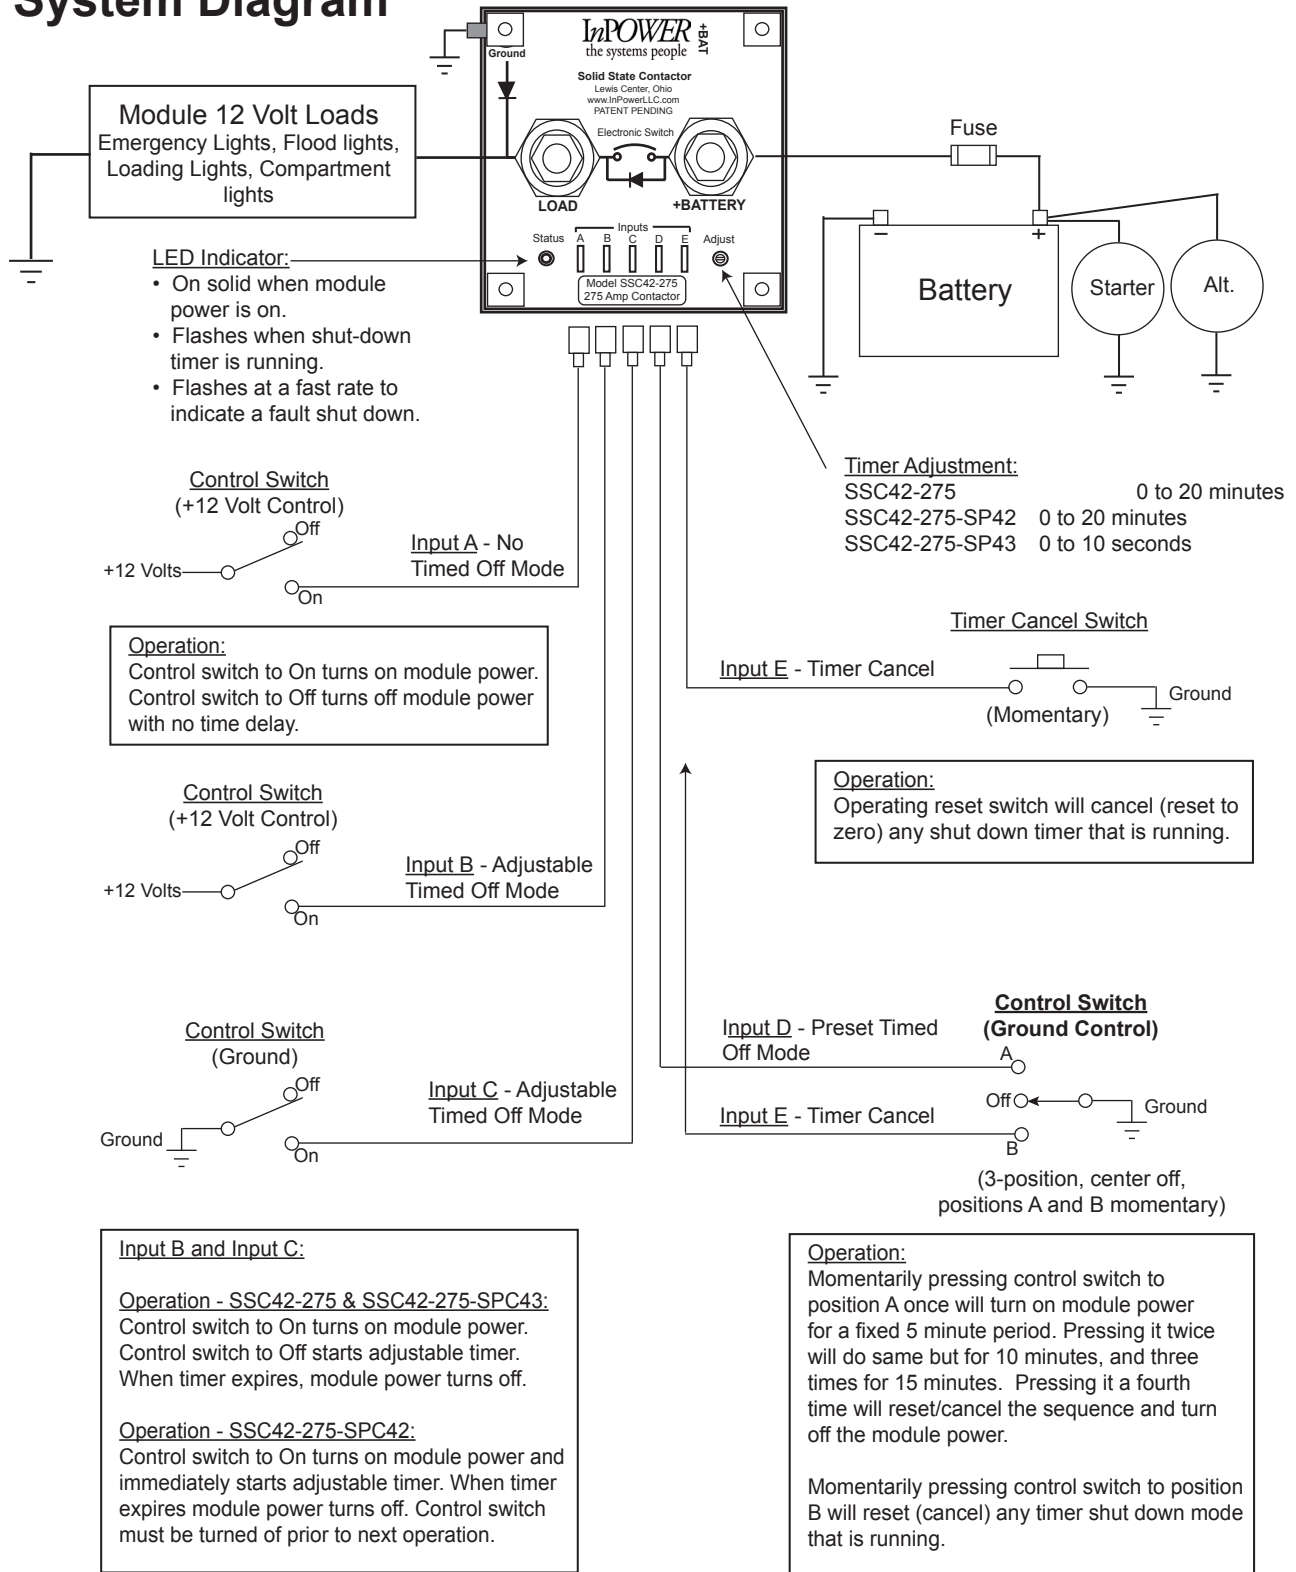 System Diagram
InPOWER
the systems people
+BAT
Ground
Solid State Contactor
Lewis Center, Ohio
www.InPowerLLC.com
PATENT PENDING
Electronic Switch
LOAD
+BATTERY
Inputs
Status
A B C D E
Adjust
Model SSC42-275
275 Amp Contactor
Module 12 Volt Loads
Emergency Lights, Flood lights,
Loading Lights, Compartment
lights
Fuse
–
+
Battery
Starter
Alt.
LED Indicator:
• On solid when module
power is on.
• Flashes when shut-down
timer is running.
• Flashes at a fast rate to
indicate a fault shut down.
Timer Adjustment:
SSC42-275 0 to 20 minutes
SSC42-275-SP42 0 to 20 minutes
SSC42-275-SP43 0 to 10 seconds
Control Switch
(+12 Volt Control)
Off
+12 Volts
On
Input A - No
Timed Off Mode
Operation:
Control switch to On turns on module power.
Control switch to Off turns off module power
with no time delay.
Timer Cancel Switch
Input E - Timer Cancel
(Momentary)
Ground
Operation:
Operating reset switch will cancel (reset to
zero) any shut down timer that is running.
Control Switch
(+12 Volt Control)
Off
+12 Volts
On
Input B - Adjustable
Timed Off Mode
Control Switch
(Ground)
Off
Ground
On
Input C - Adjustable
Timed Off Mode
Control Switch
(Ground Control)
Input D - Preset Timed
Off Mode
A
Off
Ground
Input E - Timer Cancel
B
(3-position, center off,
positions A and B momentary)
Input B and Input C:
Operation - SSC42-275 & SSC42-275-SPC43:
Control switch to On turns on module power.
Control switch to Off starts adjustable timer.
When timer expires, module power turns off.
Operation - SSC42-275-SPC42:
Control switch to On turns on module power and
immediately starts adjustable timer. When timer
expires module power turns off. Control switch
must be turned of prior to next operation.
Operation:
Momentarily pressing control switch to
position A once will turn on module power
for a fixed 5 minute period. Pressing it twice
will do same but for 10 minutes, and three
times for 15 minutes. Pressing it a fourth
time will reset/cancel the sequence and turn
off the module power.
Momentarily pressing control switch to position
B will reset (cancel) any timer shut down mode
that is running.